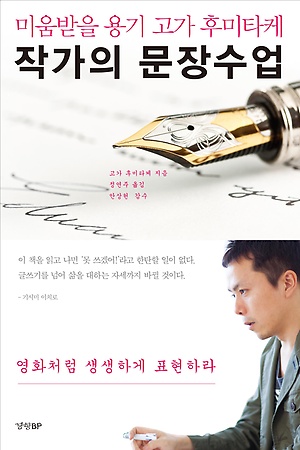 미움받을 용기 고가 후미타케
작가의 문장수업
고가 후미타케 지음
정연주 옮김
안상헌 감수
이 책을 읽고 나면 '못 쓰겠어!'라고 한탄할 일이 없다.
글쓰기를 넘어 삶을 대하는 자세까지 바뀔 것이다.
- 기시미 이치로
영화처럼 생생하게 표현하라
경향BP